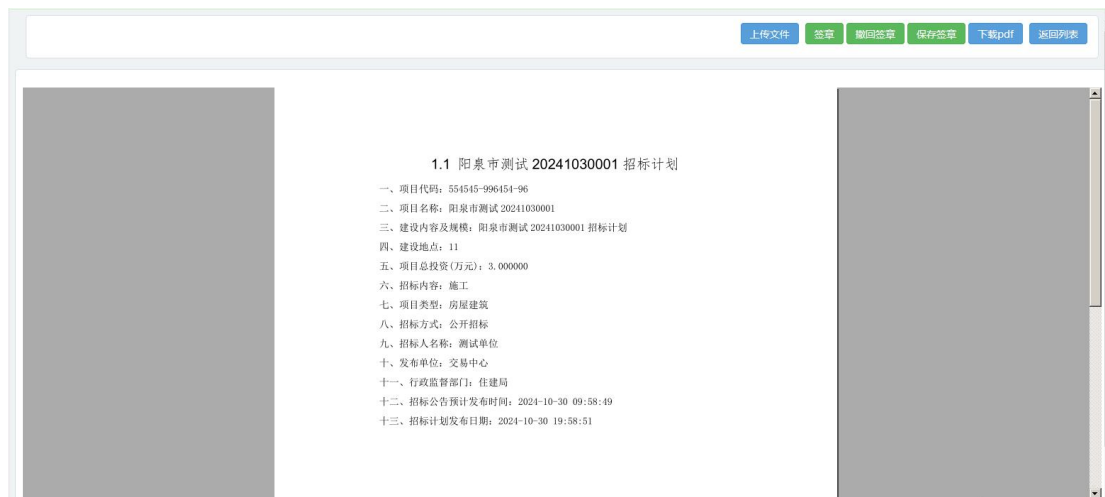 上传文件 签章 撤回签章 保存签章 下载pdf 返回列表
1.1 阳泉市测试 20241030001 招标计划
一、项目代码：554545-996454-96
二、项目名称：阳泉市测试 20241030001
三、建设内容及规模：阳泉市测试 20241030001 招标计划
四、建设地点：11
五、项目总投资(万元)：3.000000
六、招标内容：施工
七、项目类型：房屋建筑
八、招标方式：公开招标
九、招标人名称：测试单位
十、发布单位：交易中心
十一、行政监督部门：住建局
十二、招标公告预计发布时间：2024-10-30 09:58:49
十三、招标计划发布日期：2024-10-30 19:58:51